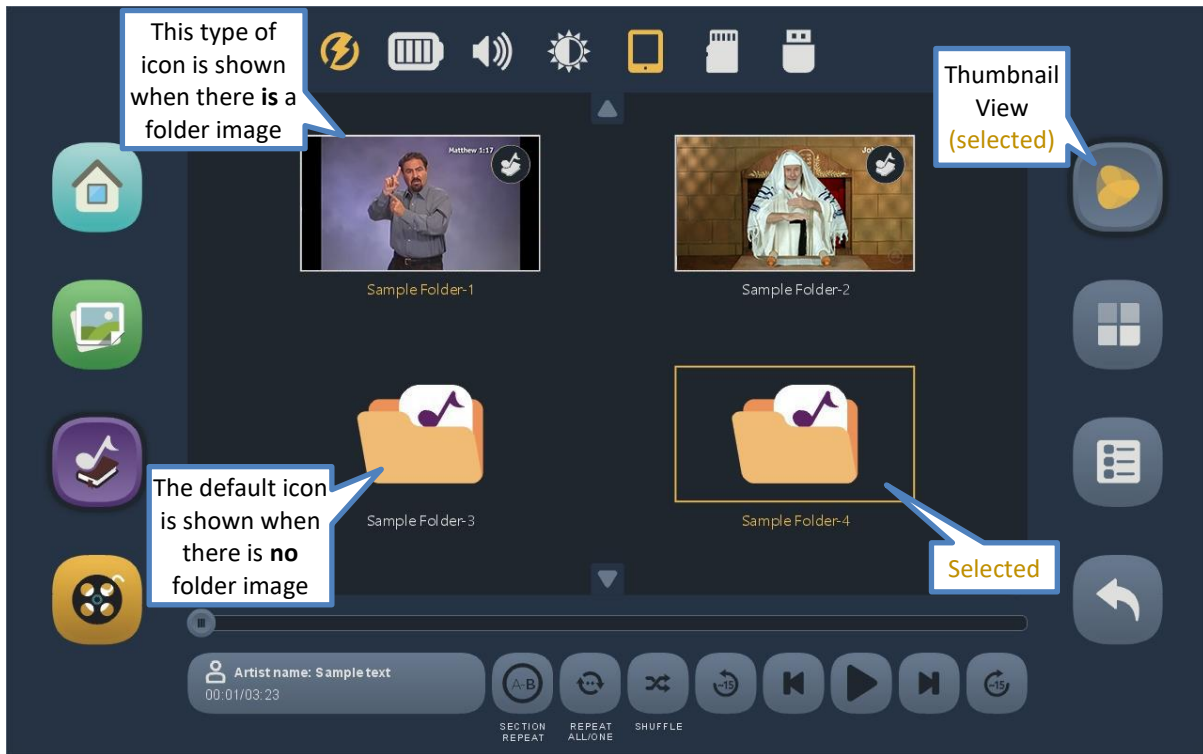 This type of
icon is shown
when there is a
folder image
Thumbnail
View
(selected)
Matthew 1:17
Sample Folder-1
Sample Folder-2
The default icon
is shown when
there is no
folder image
Sample Folder-3
Sample Folder-4
Selected
Artist name: Sample text
00:01/03:23
A-B
-15
-15
SECTION
REPEAT
REPEAT
ALL/ONE
SHUFFLE